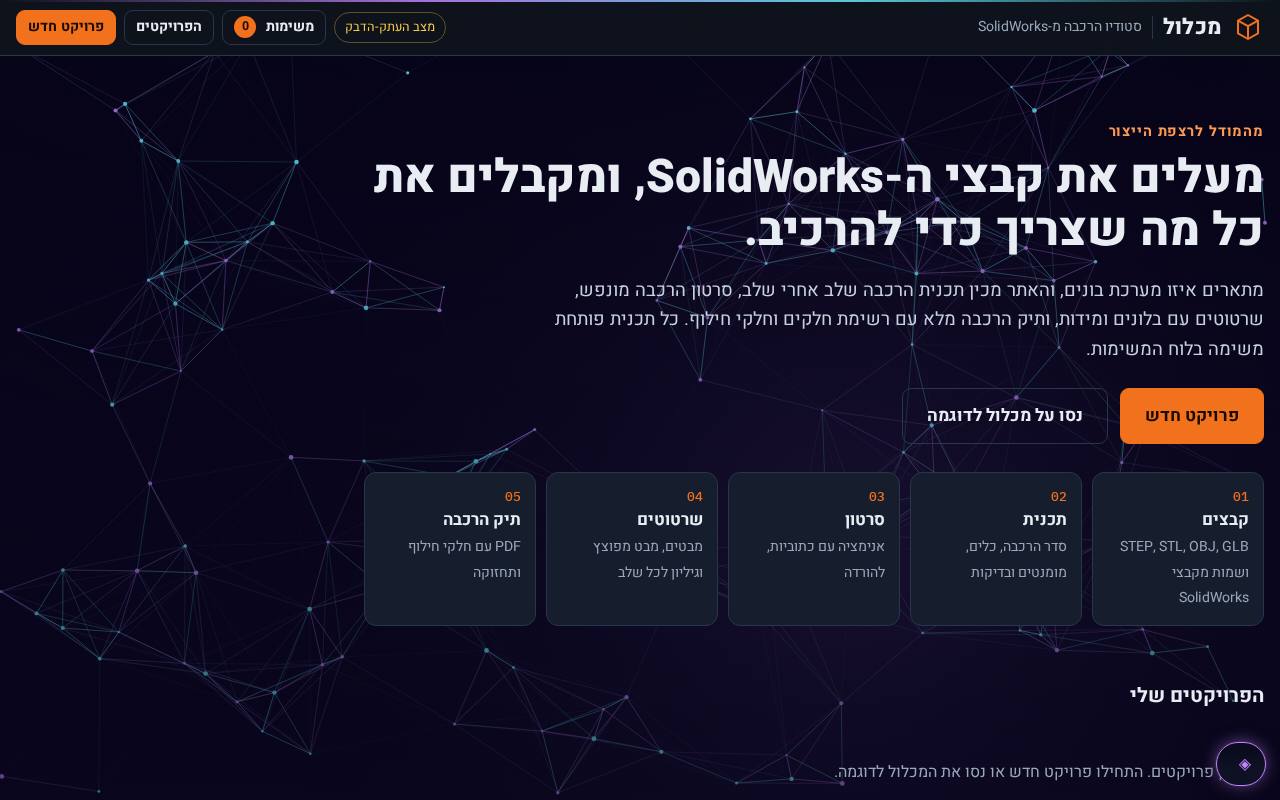 מכלול
סטודיו הרכבה מ-SolidWorks
מצב העתק-הדבק
משימות 0
הפרויקטים
פרויקט חדש
מהמודל לרצפת הייצור
מעלים את קבצי ה-SolidWorks, ומקבלים את
כל מה שצריך כדי להרכיב.
מתארים איזו מערכת בונים, והאתר מכין תכנית הרכבה שלב אחרי שלב, סרטון הרכבה מונפש,
שרטוטים עם בלונים ומידות, ותיק הרכבה מלא עם רשימת חלקים וחלקי חילוף. כל תכנית פותחת
משימה בלוח המשימות.
פרויקט חדש
נסו על מכלול לדוגמה
01
קבצים
STEP, STL, OBJ, GLB
ושמות מקבצי
SolidWorks
02
תכנית
סדר הרכבה, כלים,
מומנטים ובדיקות
03
סרטון
אנימציה עם כתוביות,
להורדה
04
שרטוטים
מבטים, מבט מפוצץ
וגיליון לכל שלב
05
תיק הרכבה
PDF עם חלקי חילוף
ותחזוקה
הפרויקטים שלי
פרויקטים. התחילו פרויקט חדש או נסו את המכלול לדוגמה.